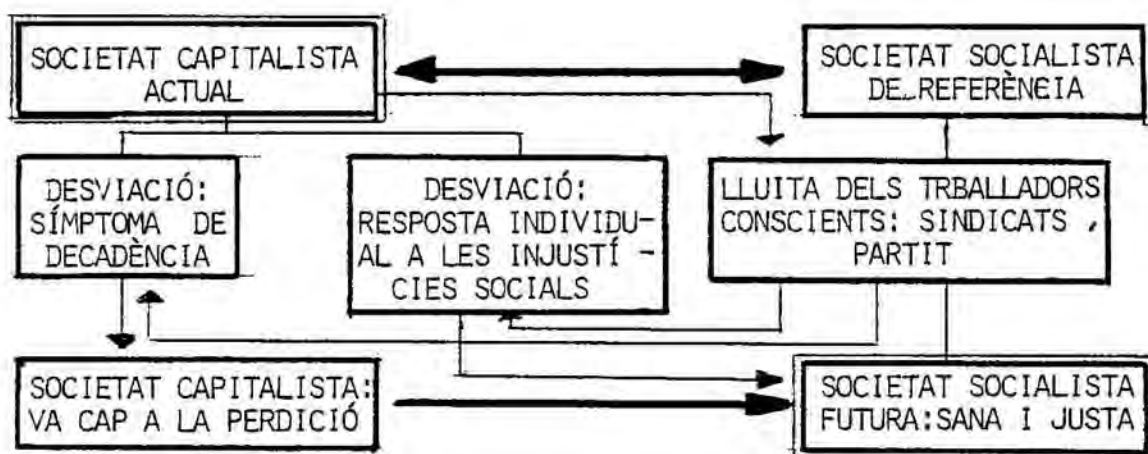 SOCIETAT CAPITALISTA
ACTUAL
SOCIETAT SOCIALISTA
DE REFERÈNCIA
DESVIACIÓ:
SÍMPTOMA DE
DECADÈNCIA
DESVIACIÓ:
RESPOSTA INDIVIDU-
AL A LES INJUSTÍ -
CIES SOCIALS
LLUITA DELS TRBALLADORS
CONSCIENTS: SINDICATS ,
PARTIT
SOCIETAT CAPITALISTA:
VA CAP A LA PERDICIÓ
SOCIETAT SOCIALISTA
FUTURA:SANA I JUSTA